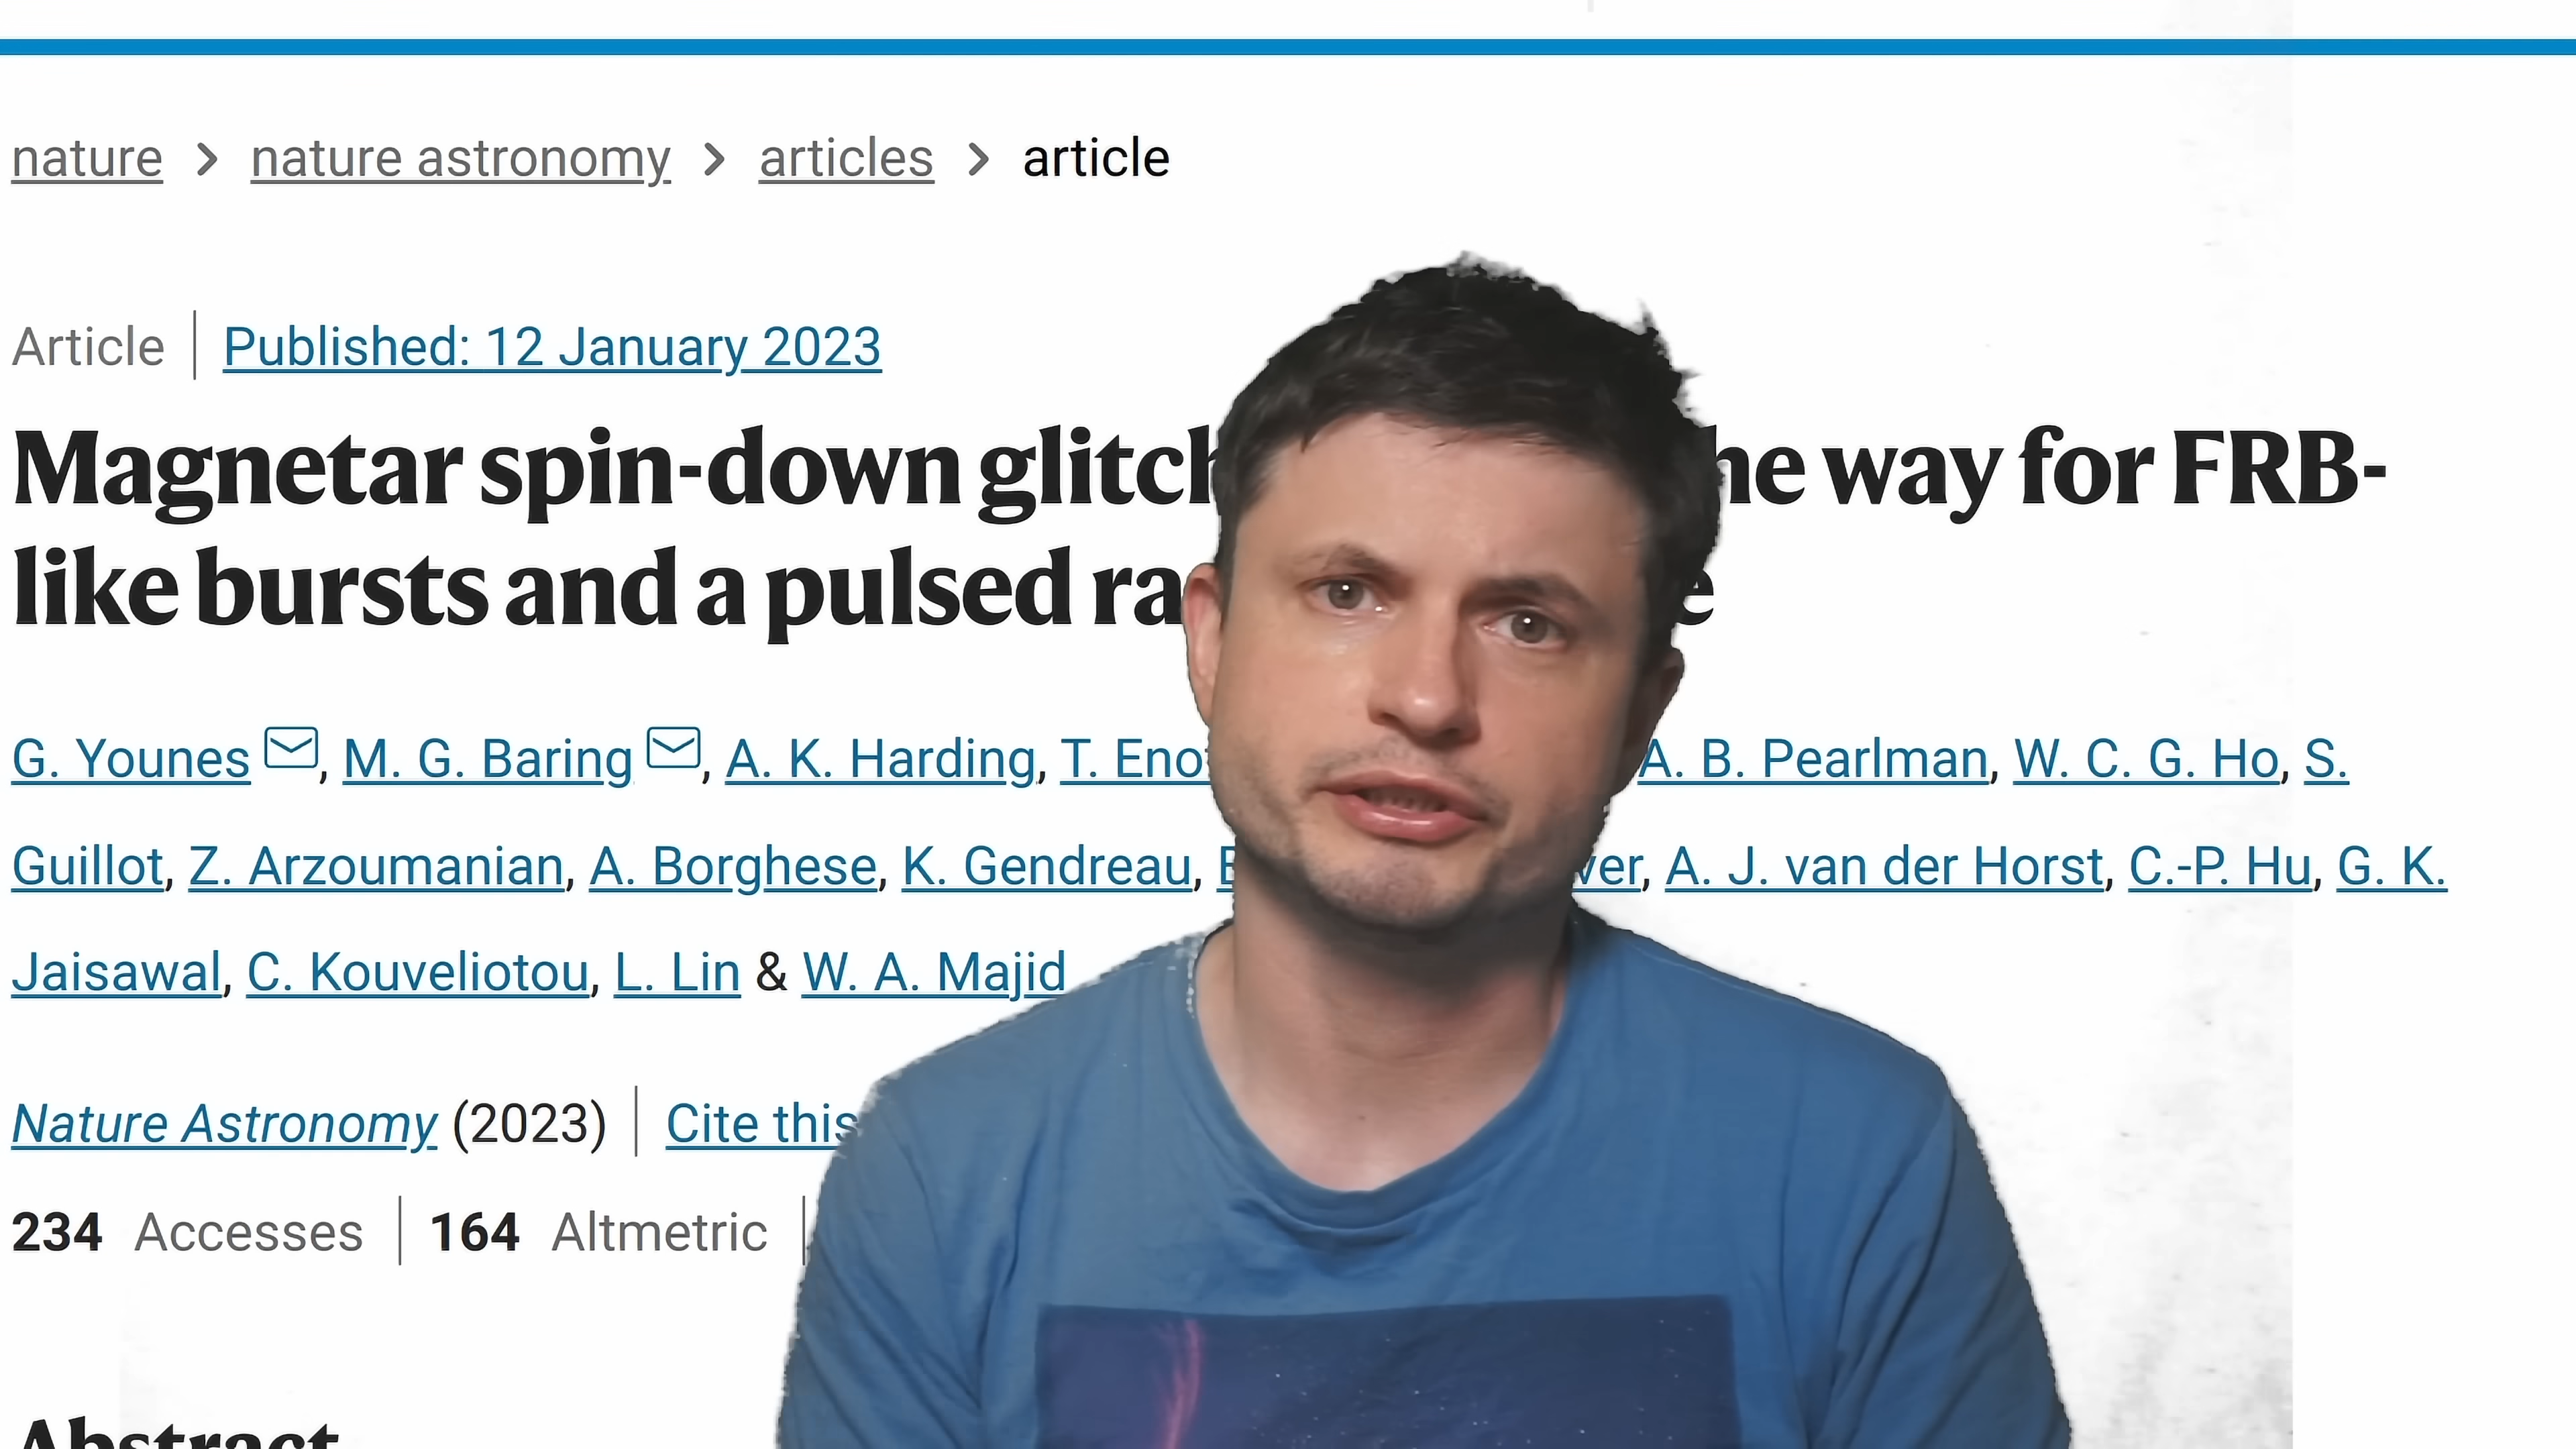 nature > nature astronomy > articles > article
Article | Published: 12 January 2023
Magnetar spin-down glitch he way for FRB-
like bursts and a pulsed ra e
G. Younes, M. G. Baring, A. K. Harding, T. Eno A. B. Pearlman, W. C. G. Ho, S.
Guillot, Z. Arzoumanian, A. Borghese, K. Gendreau, ver, A. J. van der Horst, C.-P. Hu, G. K.
Jaisawal, C. Kouveliotou, L. Lin & W. A. Majid
Nature Astronomy (2023) | Cite this
234 Accesses | 164 Altmetric |
Abstract